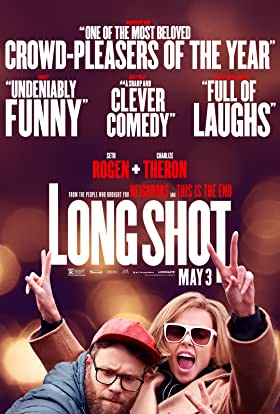 "ONE OF THE MOST BELOVED
CROWD-PLEASERS OF THE YEAR"
"UNDENIABLY
FUNNY"
"A SHARP AND
CLEVER
COMEDY"
"FULL OF
LAUGHS"
SETH
ROGEN +
CHARLIZE
THERON
FROM THE PEOPLE WHO BROUGHT YOU NEIGHBORS AND THIS IS THE END
LONG SHOT
MAY 3
LIONSGATE